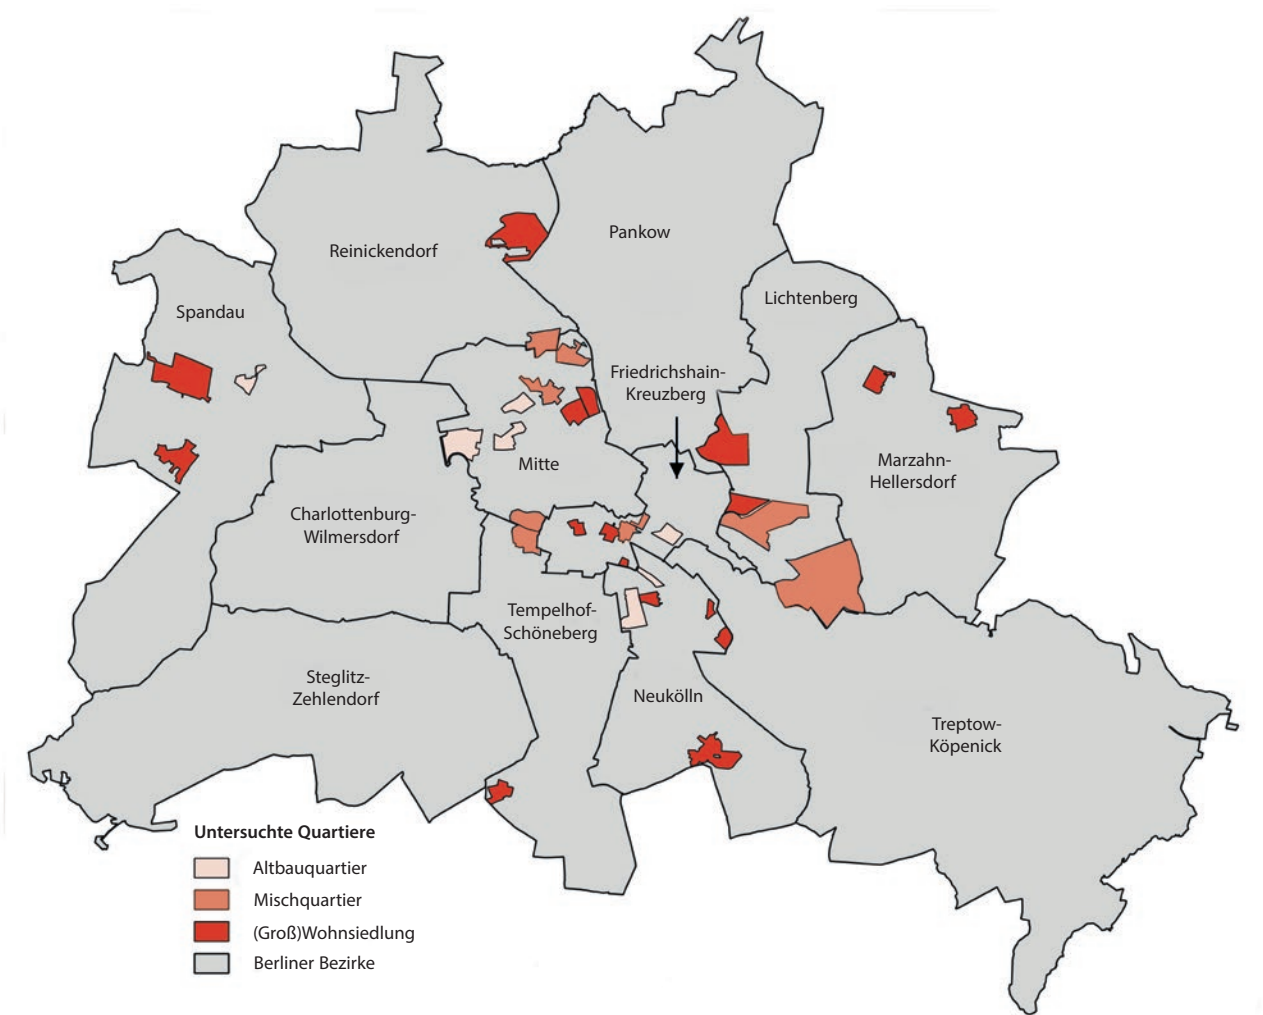 Pankow
Reinickendorf
Lichtenberg
Spandau
Friedrichshain-
Kreuzberg
Mitte
Marzahn-
Hellersdorf
Charlottenburg-
Wilmersdorf
Tempelhof-
Schöneberg
Steglitz-
Zehlendorf
Neukölln
Treptow-
Köpenick
Untersuchte Quartiere
Altbauquartier
Mischquartier
(Groß)Wohnsiedlung
Berliner Bezirke